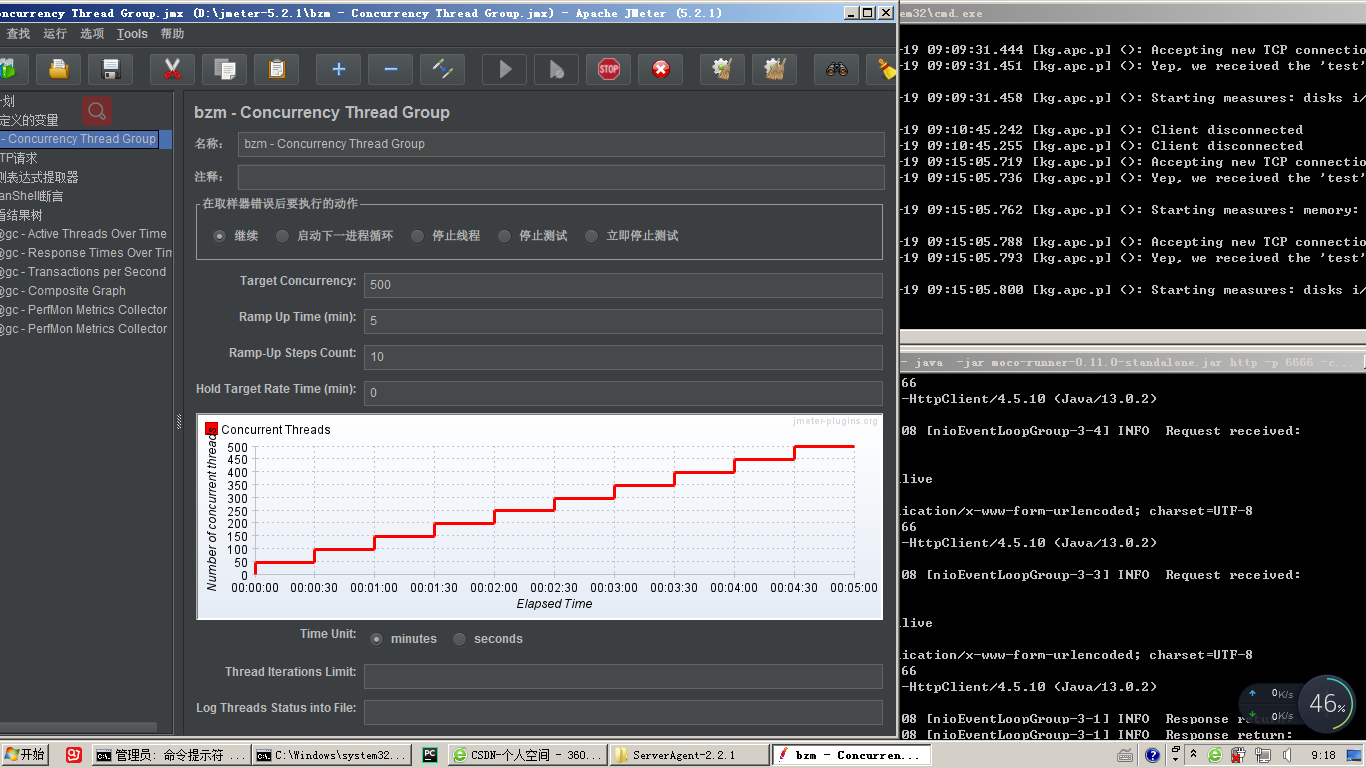 oncurrency Thread Group.jmx (D:\jmeter-5.2.1\bzm - Concurrency Thread Group.jmx) - Apache JMeter (5.2.1)
查找 运行 选项 Tools 帮助
STOP
计划
定义的变量
- Concurrency Thread Group
TP请求
则表达式提取器
anShell断言
看结果树
@gc - Active Threads Over Time
@gc - Response Times Over Tin
@gc - Transactions per Second
@gc - Composite Graph
@gc - PerfMon Metrics Collector
@gc - PerfMon Metrics Collector
bzm - Concurrency Thread Group
名称: bzm - Concurrency Thread Group
注释:
在取样器错误后要执行的动作
继续 启动下一进程循环 停止线程 停止测试 立即停止测试
Target Concurrency: 500
Ramp Up Time (min): 5
Ramp-Up Steps Count: 10
Hold Target Rate Time (min): 0
Concurrent Threads
jmeter-plugins.org
Number of concurrent threads
500
450
400
350
300
250
200
150
100
50
0
00:00:00 00:00:30 00:01:00 00:01:30 00:02:00 00:02:30 00:03:00 00:03:30 00:04:00 00:04:30 00:05:00
Elapsed Time
Time Unit: minutes seconds
Thread Iterations Limit:
Log Threads Status into File:
em32\cmd.exe
-19 09:09:31.444 [kg.apc.p] (): Accepting new TCP connectio
-19 09:09:31.451 [kg.apc.p] (): Yep, we received the 'test'
-19 09:09:31.458 [kg.apc.p] (): Starting measures: disks i/
-19 09:10:45.242 [kg.apc.p] (): Client disconnected
-19 09:10:45.255 [kg.apc.p] (): Client disconnected
-19 09:15:05.719 [kg.apc.p] (): Accepting new TCP connectio
-19 09:15:05.736 [kg.apc.p] (): Yep, we received the 'test'
-19 09:15:05.762 [kg.apc.p] (): Starting measures: memory:
-19 09:15:05.788 [kg.apc.p] (): Accepting new TCP connectio
-19 09:15:05.793 [kg.apc.p] (): Yep, we received the 'test'
-19 09:15:05.800 [kg.apc.p] (): Starting measures: disks i/
- java -jar moco-runner-0.11.0-standalone.jar http -p 6666 -c...
66
-HttpClient/4.5.10 (Java/13.0.2)
08 [nioEventLoopGroup-3-4] INFO Request received:
live
ication/x-www-form-urlencoded; charset=UTF-8
66
-HttpClient/4.5.10 (Java/13.0.2)
08 [nioEventLoopGroup-3-3] INFO Request received:
live
ication/x-www-form-urlencoded; charset=UTF-8
66
-HttpClient/4.5.10 (Java/13.0.2)
08 [nioEventLoopGroup-3-1] INFO Response retu
08 [nioEventLoopGroup-3-1] INFO Response return:
0K/s
0K/s
46%
开始 管理员: 命令提示符 ... C:\Windows\system32... PC CSDN-个人空间 - 360... ServerAgent-2.2.1 bzm - Concurren... 9:18